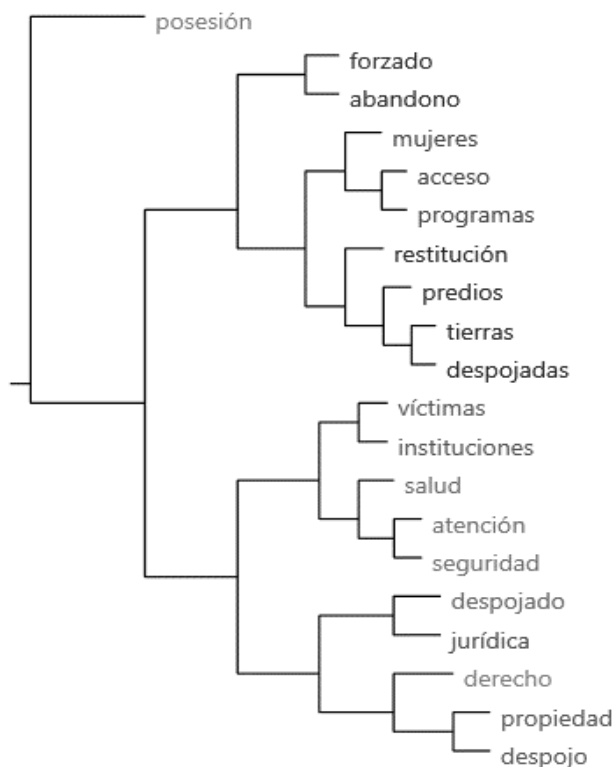 posesión
forzado
abandono
mujeres
acceso
programas
restitución
predios
tierras
despojadas
víctimas
instituciones
salud
atención
seguridad
despojado
jurídica
derecho
propiedad
despojo